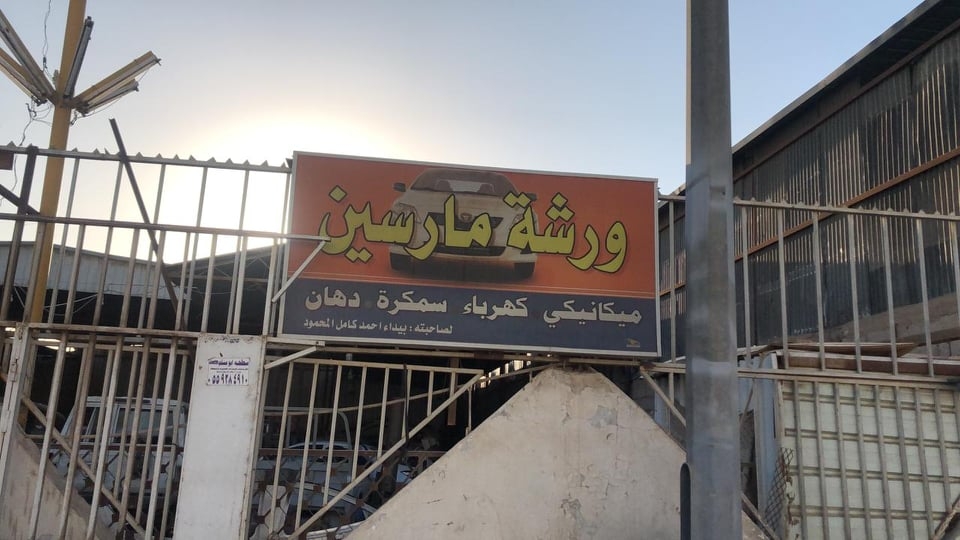 ورشة مارسين
ميكانيكي كهرباء سمكرة دهان
لصاحبته : بيداء احمد كامل المحمود